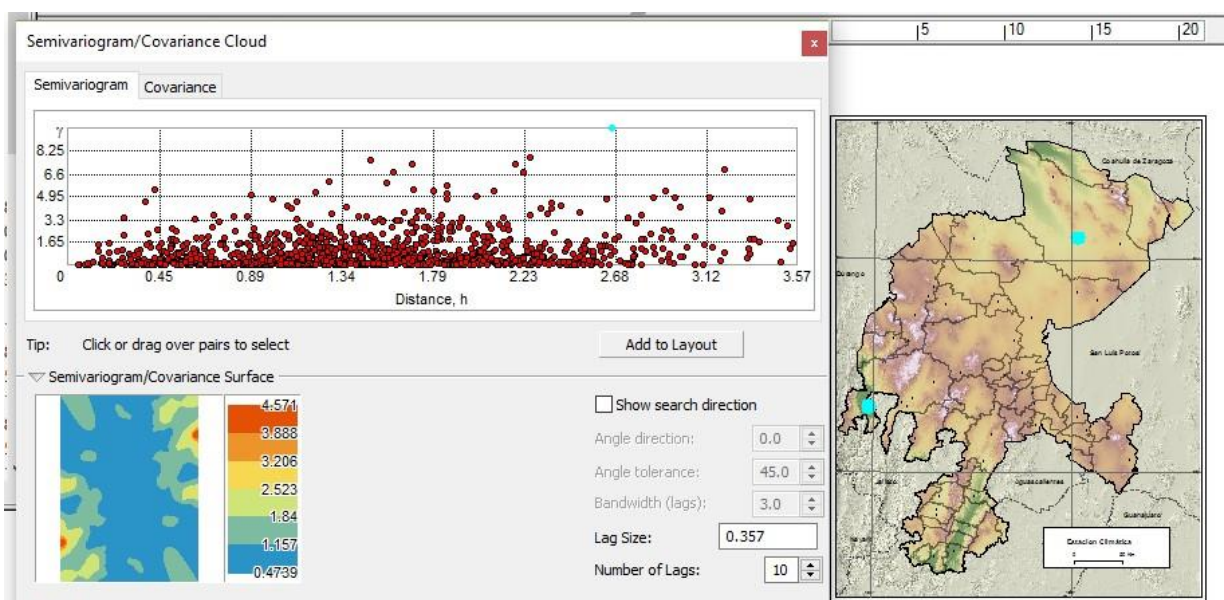 Semivariogram/Covariance Cloud
x
Semivariogram
Covariance
γ
8.25
6.6
4.95
3.3
1.65
0
0.45
0.89
1.34
1.79
2.23
2.68
3.12
3.57
Distance, h
Tip: Click or drag over pairs to select
Add to Layout
Semivariogram/Covariance Surface
4.571
3.888
3.206
2.523
1.84
1.157
0.4739
Show search direction
Angle direction: 0.0
Angle tolerance: 45.0
Bandwidth (lags): 3.0
Lag Size: 0.357
Number of Lags: 10
5 10 15 20
Coahuila de Zaragoza
Durango
San Luis Potosí
Jalisco
Aguascalientes
Guanajuato
Estacion Climática